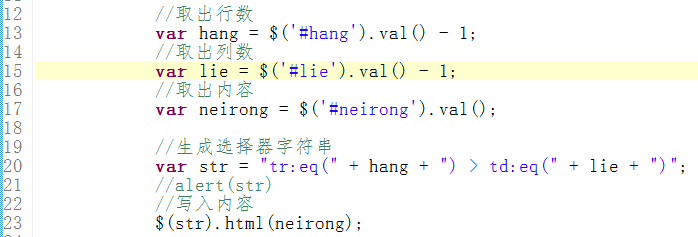 12 //取出行数
13 var hang = $('#hang').val() - 1;
14 //取出列数
15 var lie = $('#lie').val() - 1;
16 //取出内容
17 var neirong = $('#neirong').val();
18
19 //生成选择器字符串
20 var str = "tr:eq(" + hang + ") > td:eq(" + lie + ")";
21 //alert(str)
22 //写入内容
23 $(str).html(neirong);